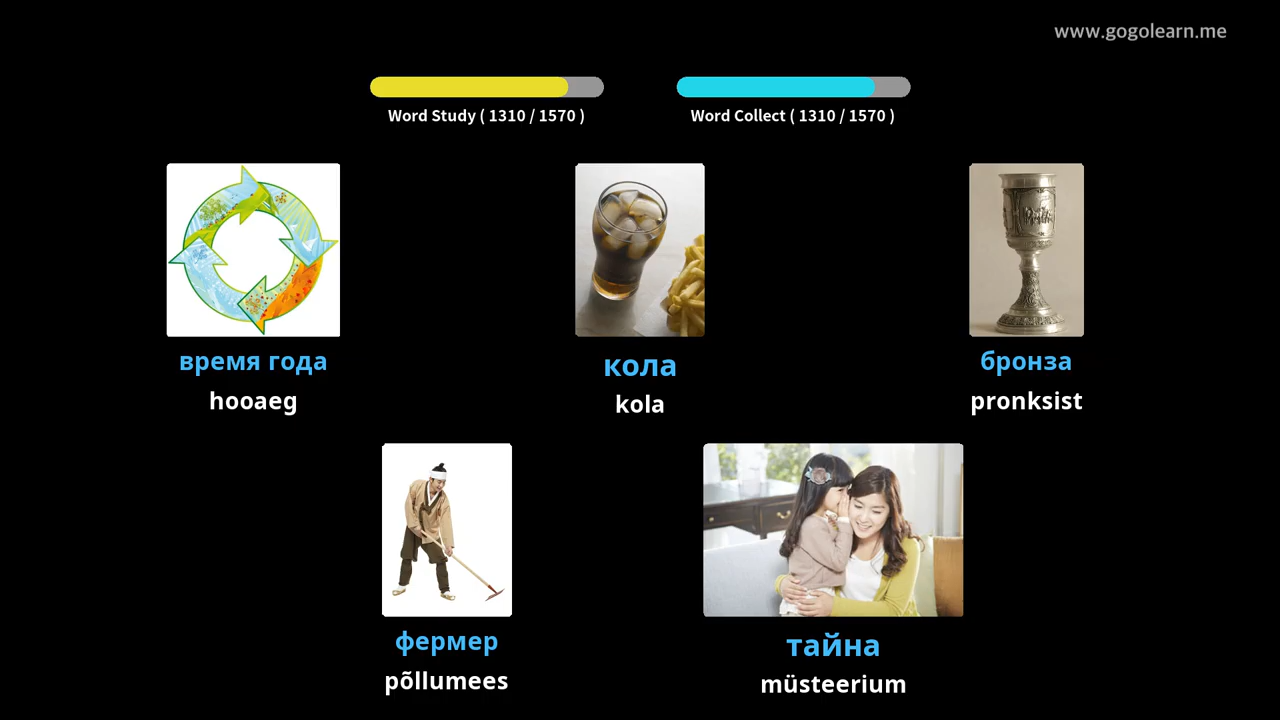 www.gogolearn.me
Word Study ( 1310 / 1570 )
Word Collect ( 1310 / 1570 )
время года
hooaeg
кола
kola
бронза
pronksist
фермер
põllumees
тайна
müsteerium